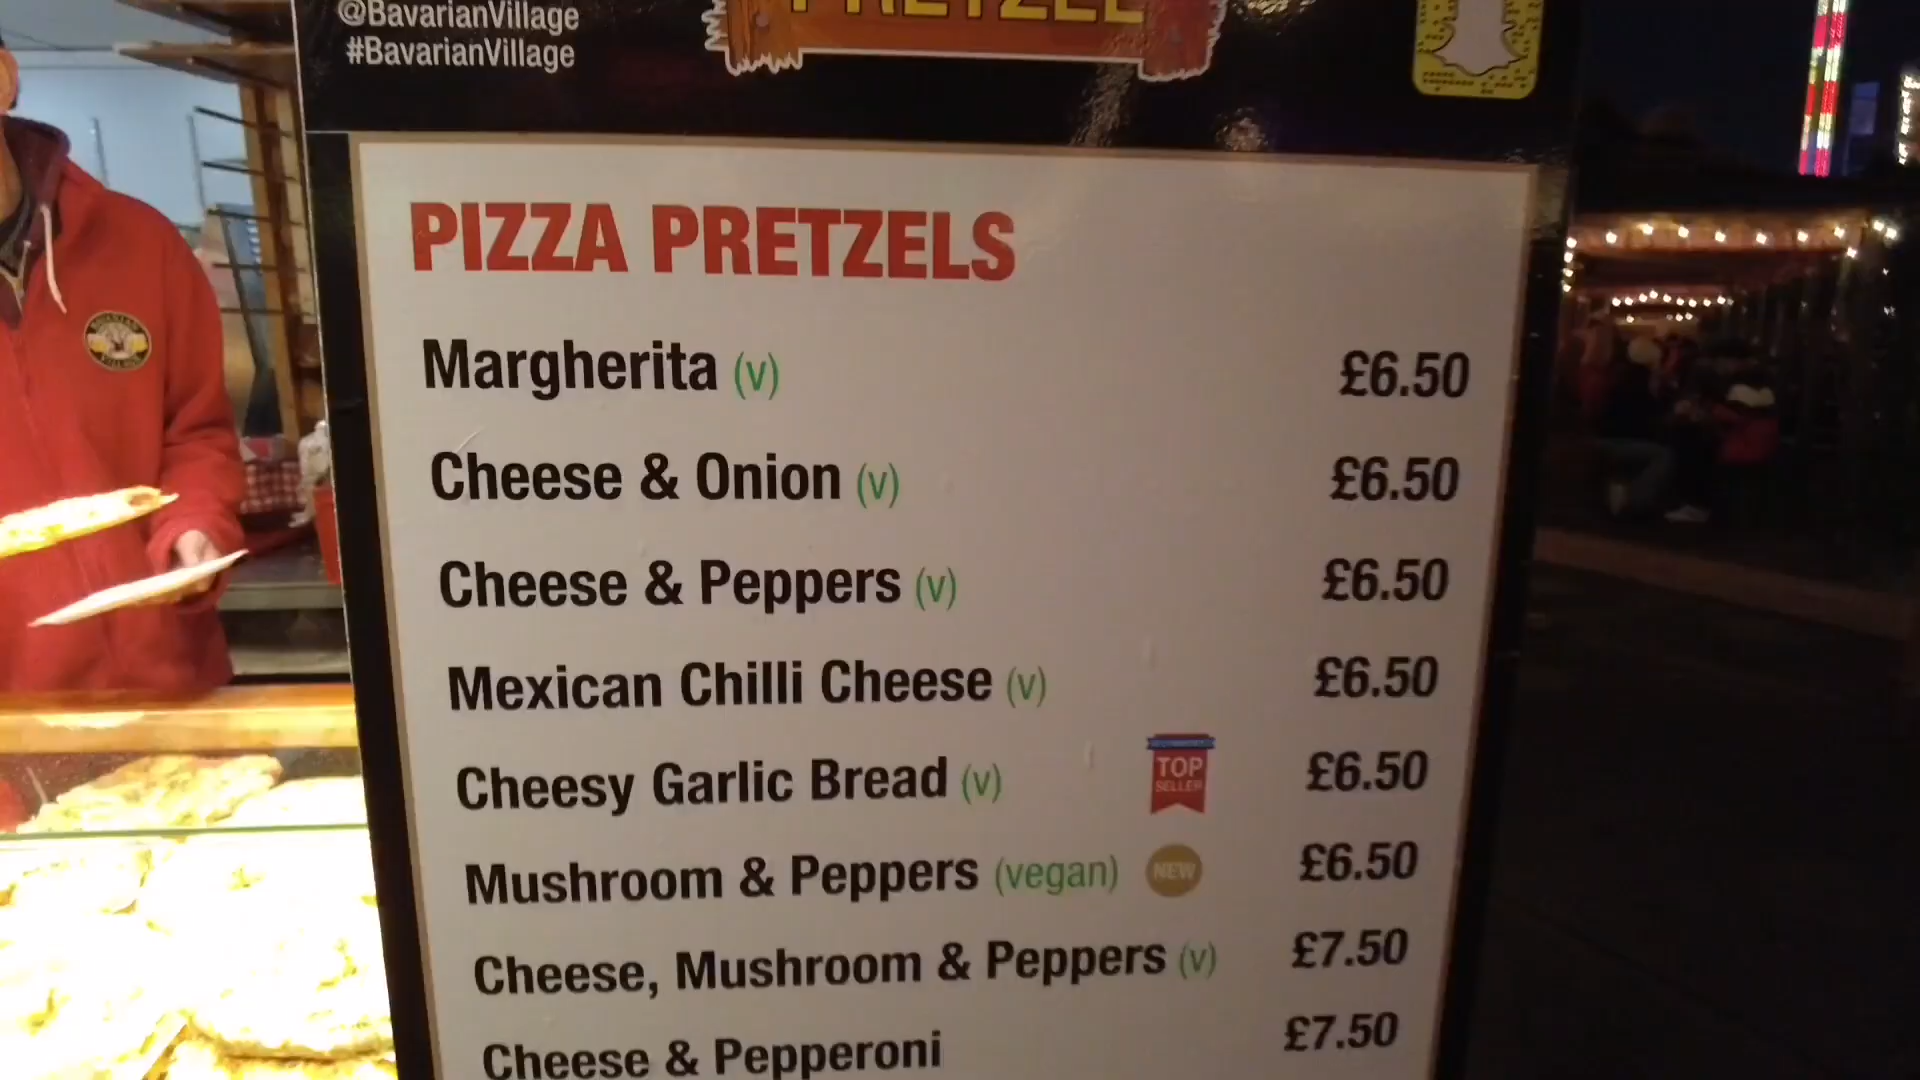 @BavarianVillage
#BavarianVillage
PRETZEL
PIZZA PRETZELS
Margherita (v) £6.50
Cheese & Onion (v) £6.50
Cheese & Peppers (v) £6.50
Mexican Chilli Cheese (v) £6.50
Cheesy Garlic Bread (v) TOP SELLER £6.50
Mushroom & Peppers (vegan) NEW £6.50
Cheese, Mushroom & Peppers (v) £7.50
Cheese & Pepperoni £7.50